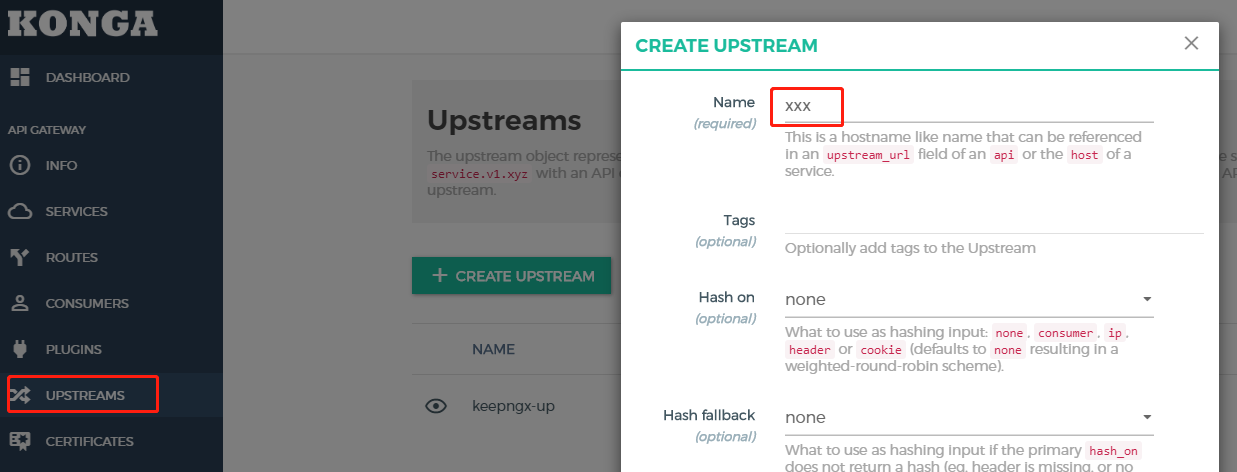 KONGA
DASHBOARD
API GATEWAY
INFO
SERVICES
ROUTES
CONSUMERS
PLUGINS
UPSTREAMS
CERTIFICATES
Upstreams
The upstream object represe
service.v1.xyz with an API
upstream.
+ CREATE UPSTREAM
NAME
keepngx-up
CREATE UPSTREAM
Name
(required)
xxx
This is a hostname like name that can be referenced
in an upstream_url field of an api or the host of a
service.
Tags
(optional)
Optionally add tags to the Upstream
Hash on
(optional)
none
What to use as hashing input: none, consumer, ip,
header or cookie (defaults to none resulting in a
weighted-round-robin scheme).
Hash fallback
(optional)
none
What to use as hashing input if the primary hash_on
does not return a hash (eg. header is missing, or no